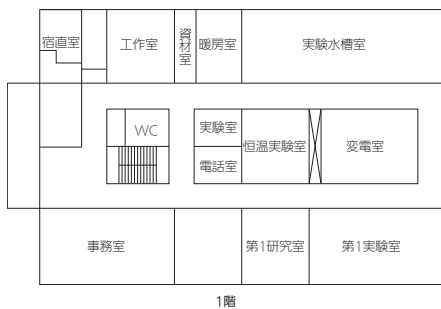 宿直室
工作室
資材室
暖房室
実験水槽室
WC
実験室
電話室
恒温実験室
変電室
事務室
第1研究室
第1実験室
1階